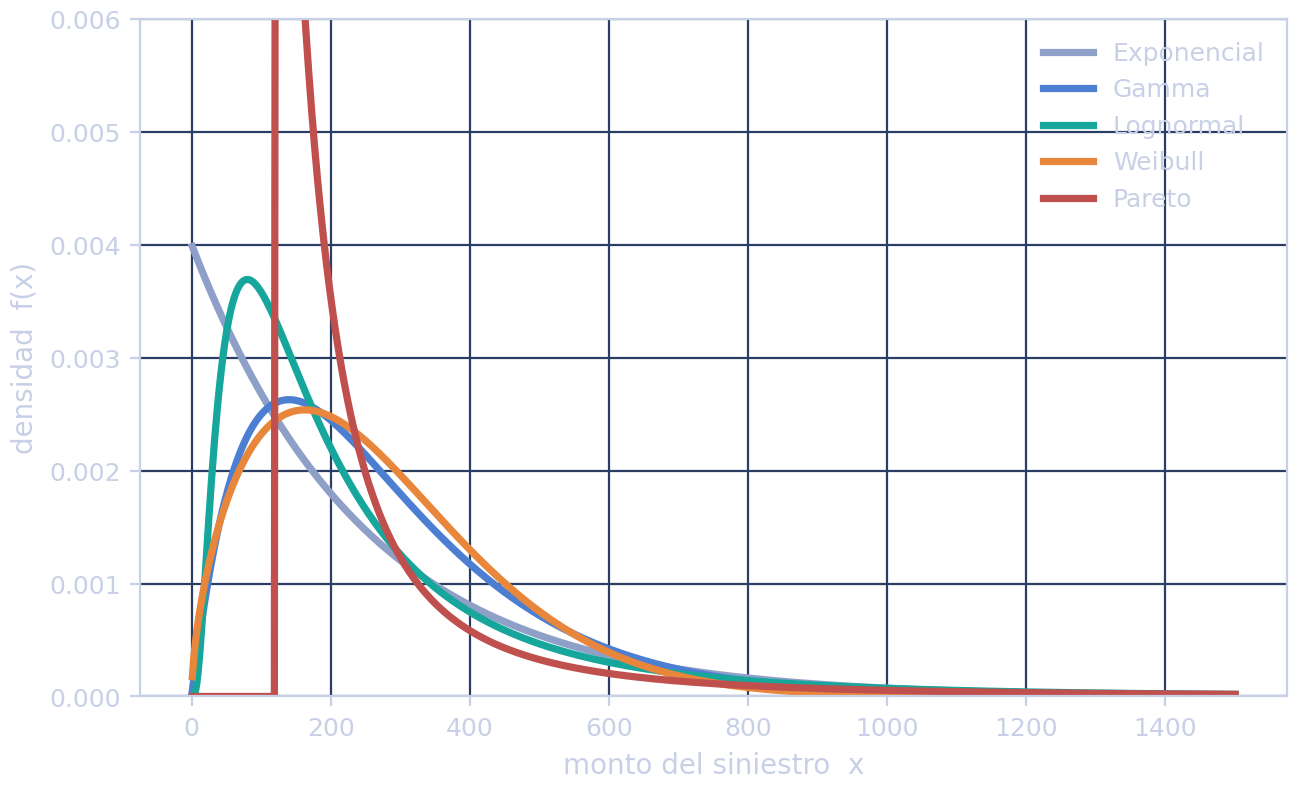 0.006
0.005
0.004
0.003
0.002
0.001
0.000
densidad f(x)
Exponencial
Gamma
Lognormal
Weibull
Pareto
0 200 400 600 800 1000 1200 1400
monto del siniestro x